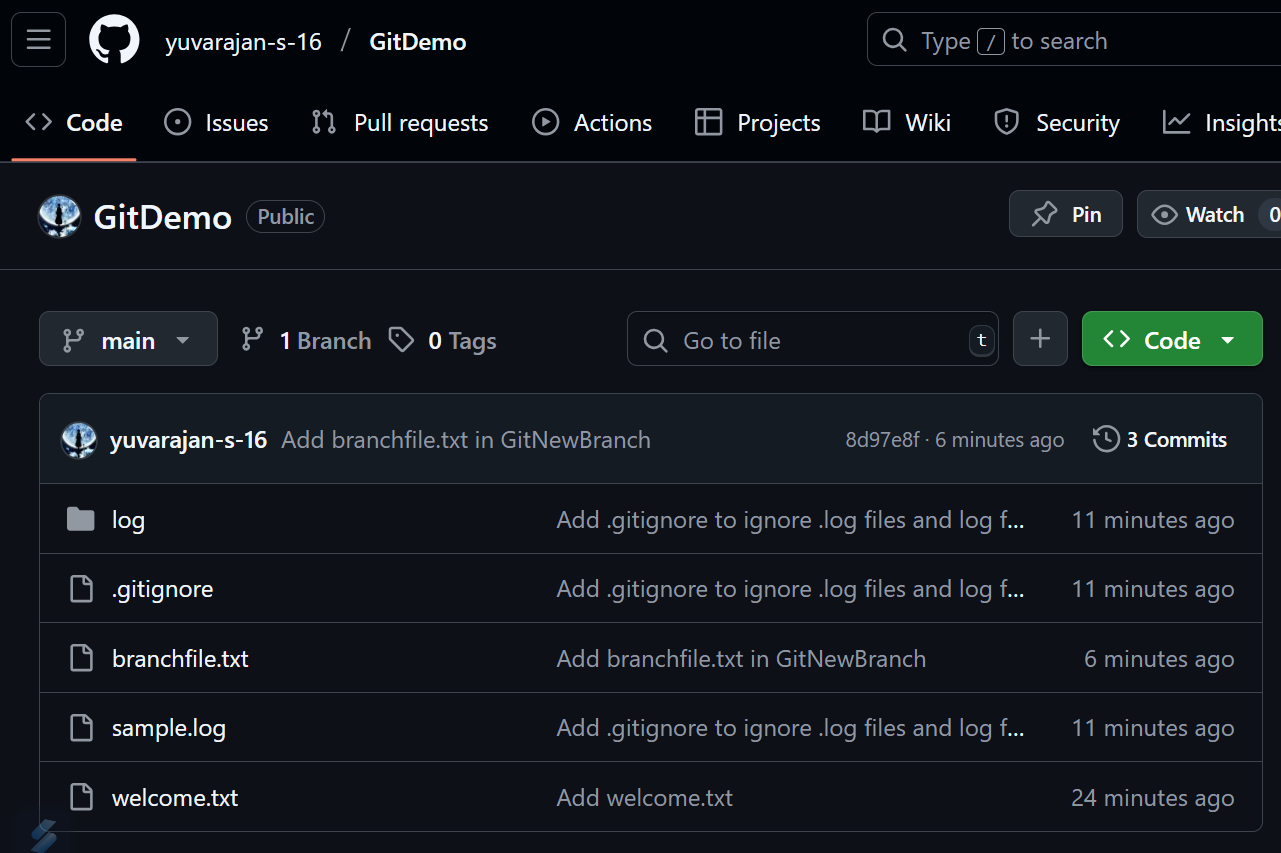 yuvarajan-s-16 / GitDemo
Type / to search
Code Issues Pull requests Actions Projects Wiki Security Insights
GitDemo Public Pin Watch 0
main 1 Branch 0 Tags Go to file t + Code
yuvarajan-s-16 Add branchfile.txt in GitNewBranch 8d97e8f · 6 minutes ago 3 Commits
log Add .gitignore to ignore .log files and log f... 11 minutes ago
.gitignore Add .gitignore to ignore .log files and log f... 11 minutes ago
branchfile.txt Add branchfile.txt in GitNewBranch 6 minutes ago
sample.log Add .gitignore to ignore .log files and log f... 11 minutes ago
welcome.txt Add welcome.txt 24 minutes ago